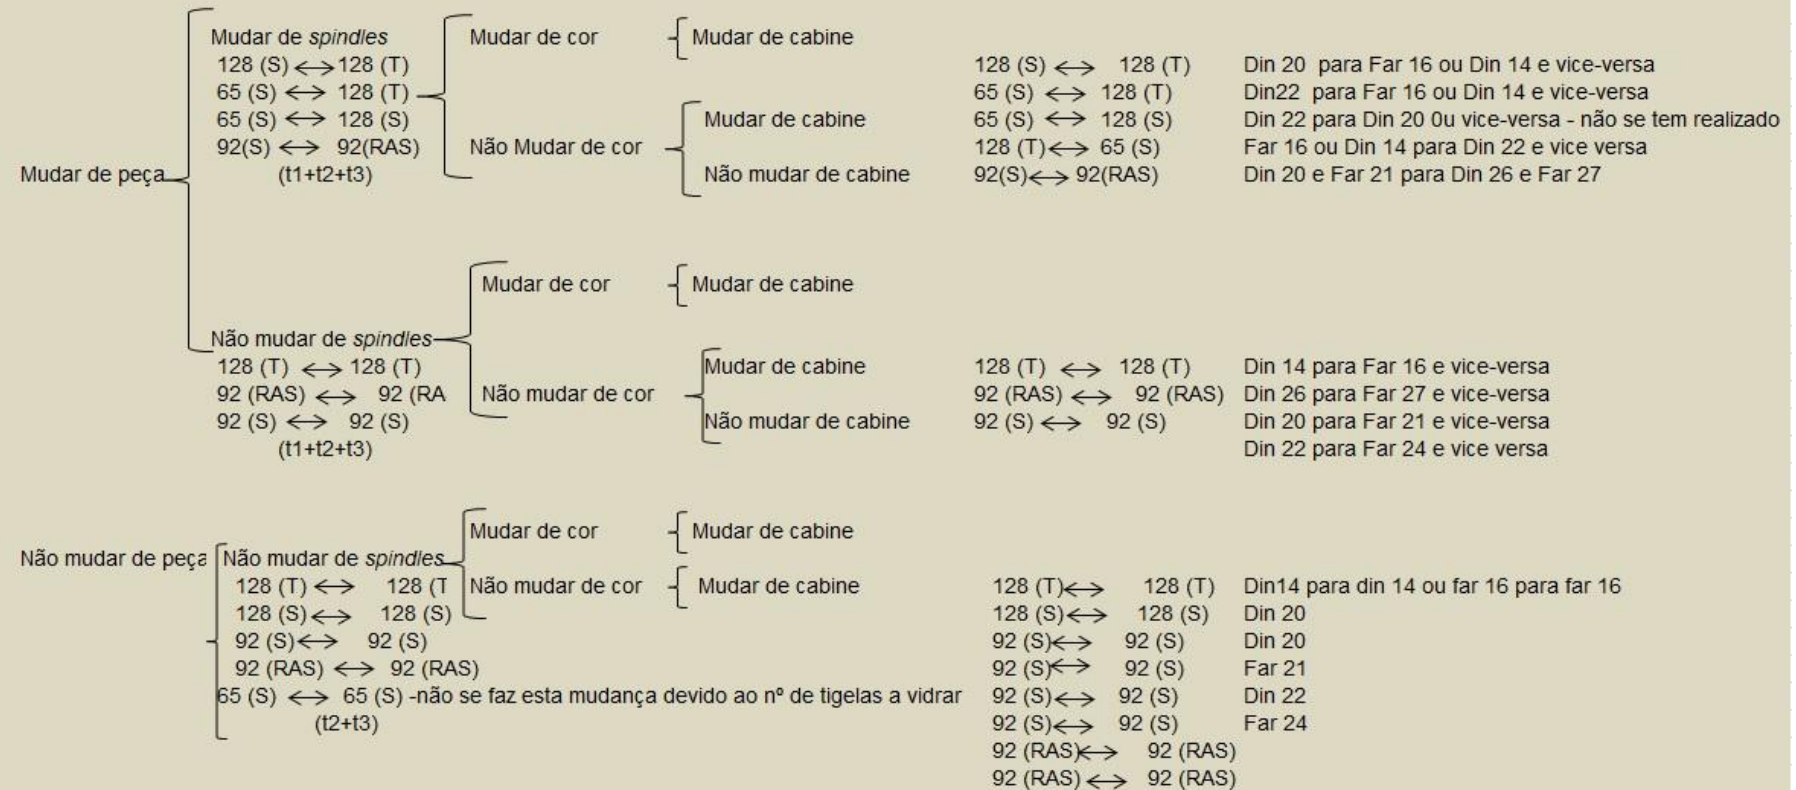 Mudar de spindles Mudar de cor Mudar de cabine
128 (S) ↔ 128 (T) 128 (S) ↔ 128 (T) Din 20 para Far 16 ou Din 14 e vice-versa
65 (S) ↔ 128 (T) 65 (S) ↔ 128 (T) Din22 para Far 16 ou Din 14 e vice-versa
65 (S) ↔ 128 (S) Mudar de cabine 65 (S) ↔ 128 (S) Din 22 para Din 20 0u vice-versa - não se tem realizado
92(S) ↔ 92(RAS) Não Mudar de cor 128 (T) ↔ 65 (S) Far 16 ou Din 14 para Din 22 e vice versa
Mudar de peça (t1+t2+t3) Não mudar de cabine 92(S) ↔ 92(RAS) Din 20 e Far 21 para Din 26 e Far 27
Mudar de cor Mudar de cabine
Não mudar de spindles
128 (T) ↔ 128 (T) Mudar de cabine 128 (T) ↔ 128 (T) Din 14 para Far 16 e vice-versa
92 (RAS) ↔ 92 (RA Não mudar de cor 92 (RAS) ↔ 92 (RAS) Din 26 para Far 27 e vice-versa
92 (S) ↔ 92 (S) Não mudar de cabine 92 (S) ↔ 92 (S) Din 20 para Far 21 e vice-versa
(t1+t2+t3) Din 22 para Far 24 e vice versa
Mudar de cor Mudar de cabine
Não mudar de peça Não mudar de spindles
128 (T) ↔ 128 (T Não mudar de cor Mudar de cabine 128 (T) ↔ 128 (T) Din14 para din 14 ou far 16 para far 16
128 (S) ↔ 128 (S) 128 (S) ↔ 128 (S) Din 20
92 (S) ↔ 92 (S) 92 (S) ↔ 92 (S) Din 20
92 (RAS) ↔ 92 (RAS) 92 (S) ↔ 92 (S) Far 21
65 (S) ↔ 65 (S) -não se faz esta mudança devido ao nº de tigelas a vidrar 92 (S) ↔ 92 (S) Din 22
(t2+t3) 92 (S) ↔ 92 (S) Far 24
92 (RAS) ↔ 92 (RAS)
92 (RAS) ↔ 92 (RAS)